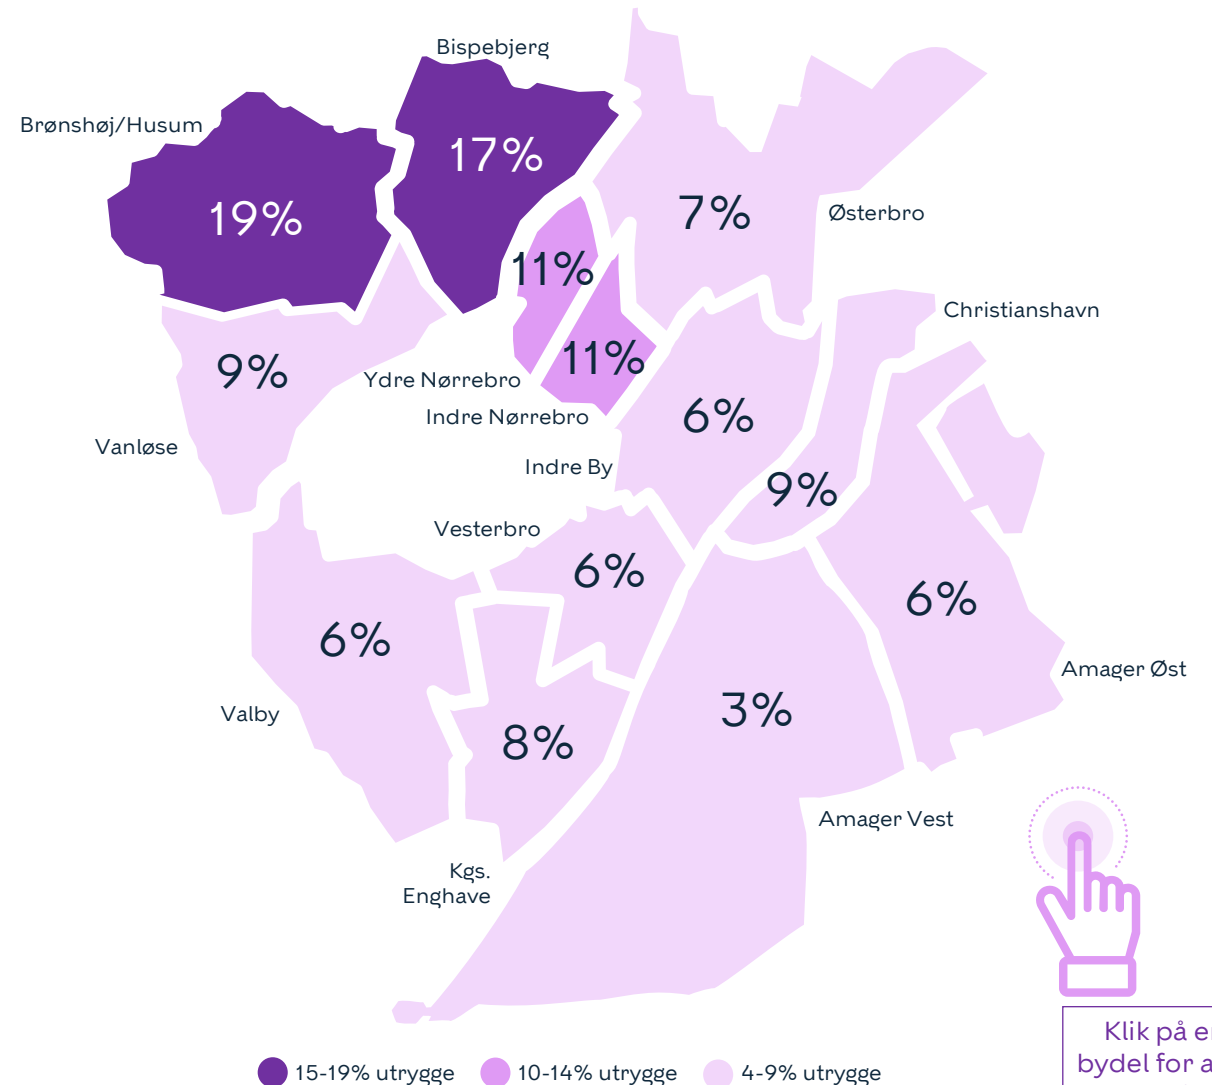 Bispebjerg
Brønshøj/Husum
17%
19%
7%
Østerbro
11%
Christianshavn
11%
9%
Ydre Nørrebro
Indre Nørrebro
6%
Vanløse
Indre By
9%
Vesterbro
6%
6%
6%
Amager Øst
Valby
3%
8%
Amager Vest
Kgs.
Enghave
Klik på
bydel for
15-19% utrygge
10-14% utrygge
4-9% utrygge